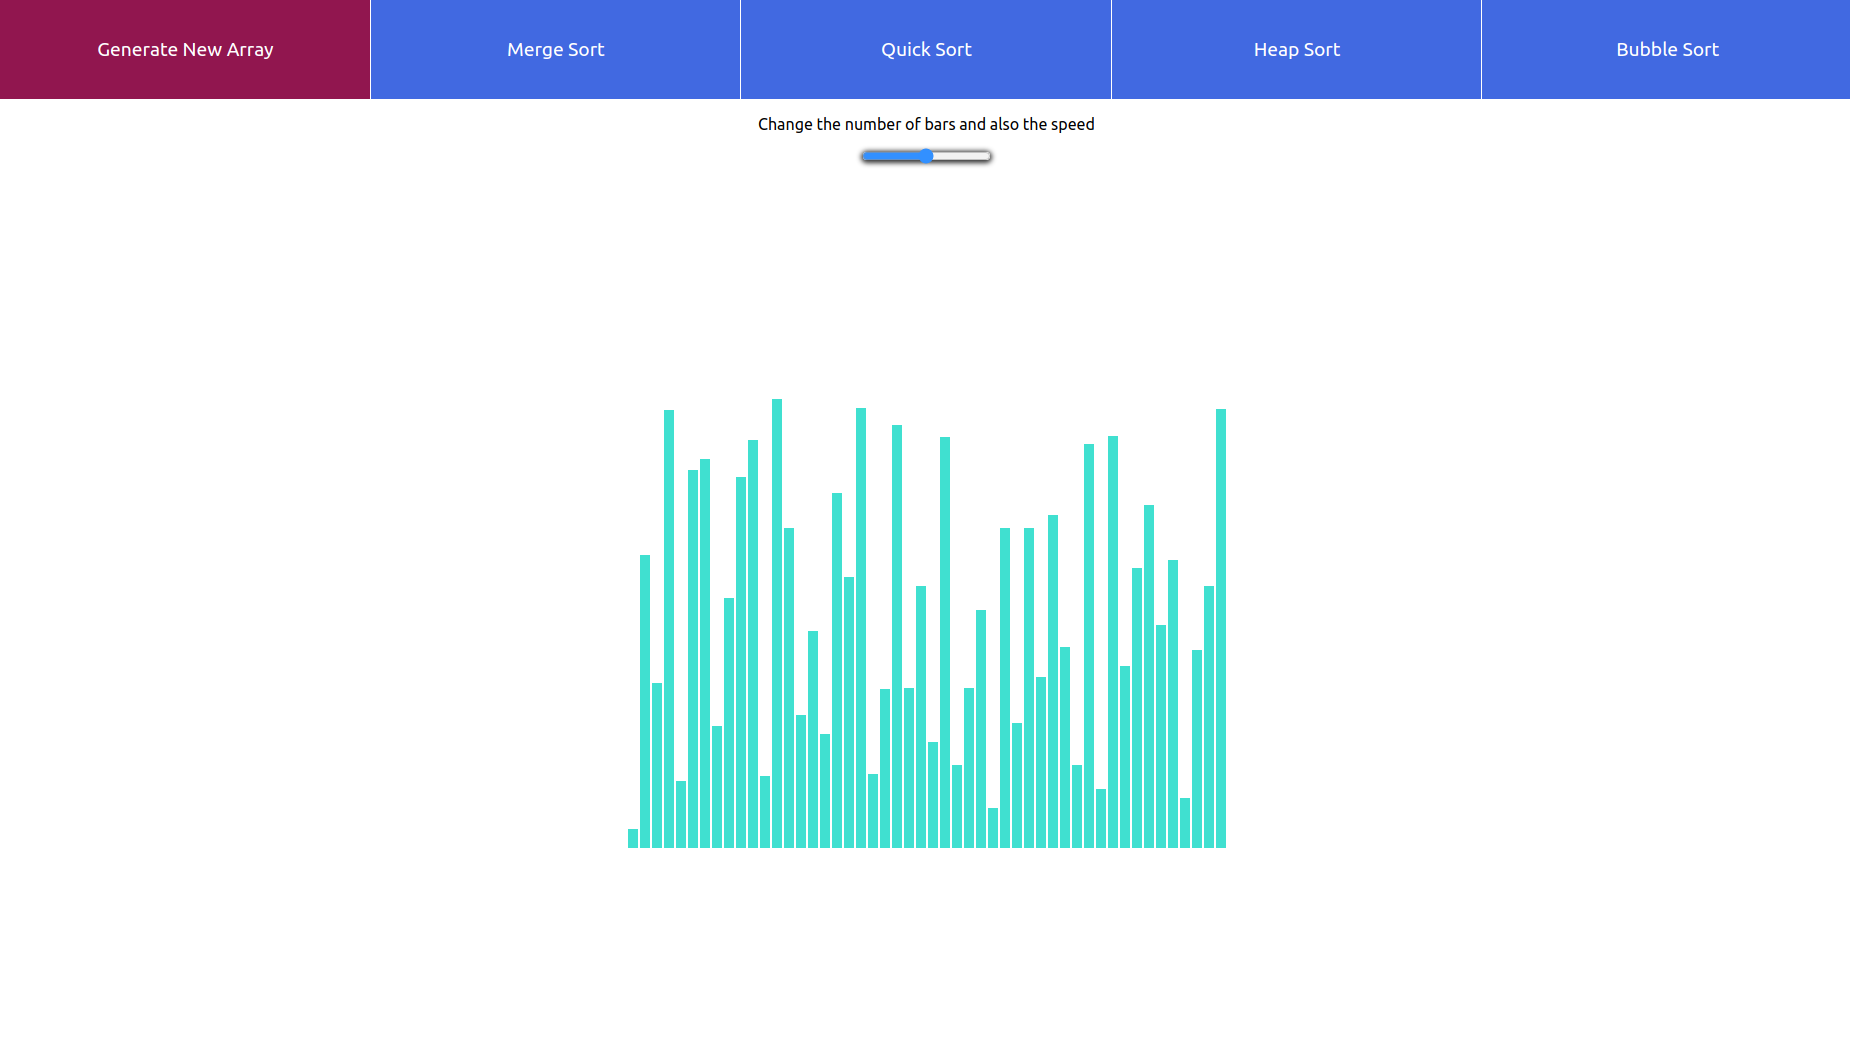 Generate New Array
Merge Sort
Quick Sort
Heap Sort
Bubble Sort
Change the number of bars and also the speed